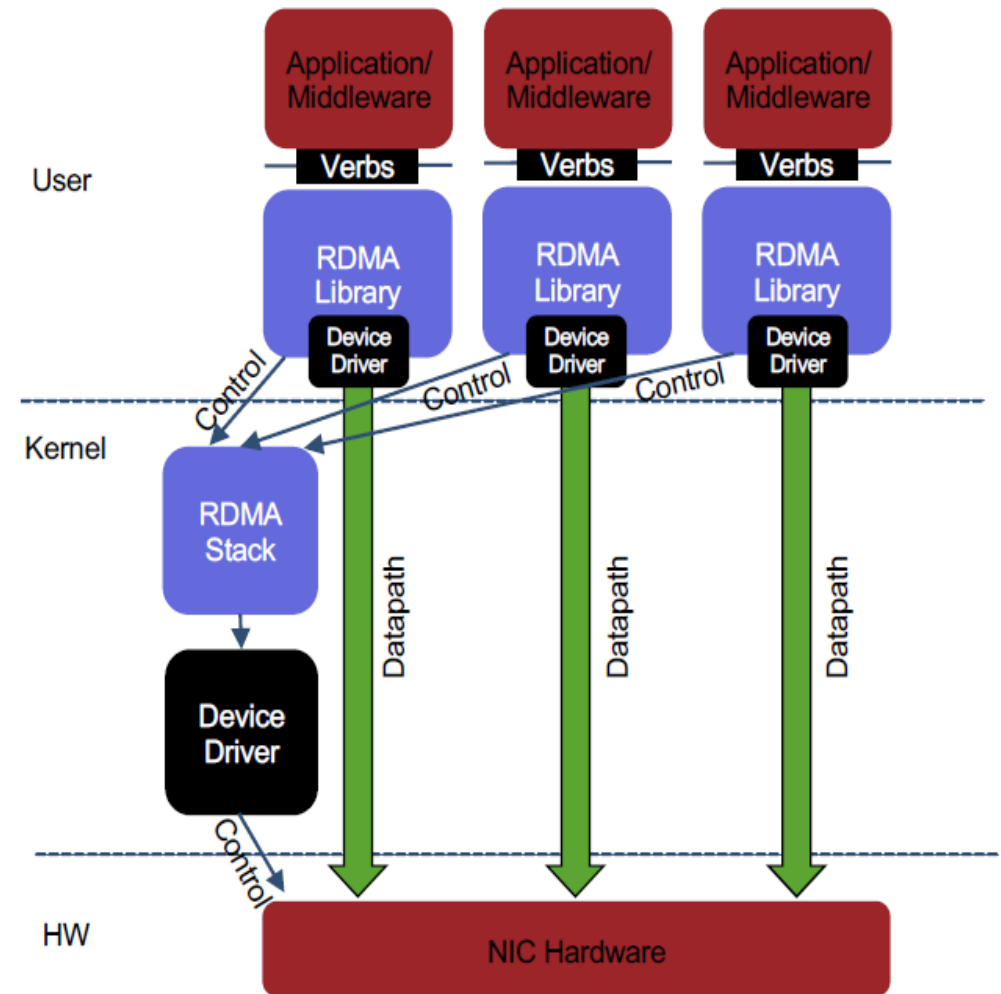 Application/
Middleware
Application/
Middleware
Application/
Middleware
Verbs
Verbs
Verbs
User
RDMA
Library
RDMA
Library
RDMA
Library
Device
Driver
Device
Driver
Device
Driver
Control
Control
Control
Kernel
RDMA
Stack
Datapath
Datapath
Datapath
Device
Driver
Control
HW
NIC Hardware